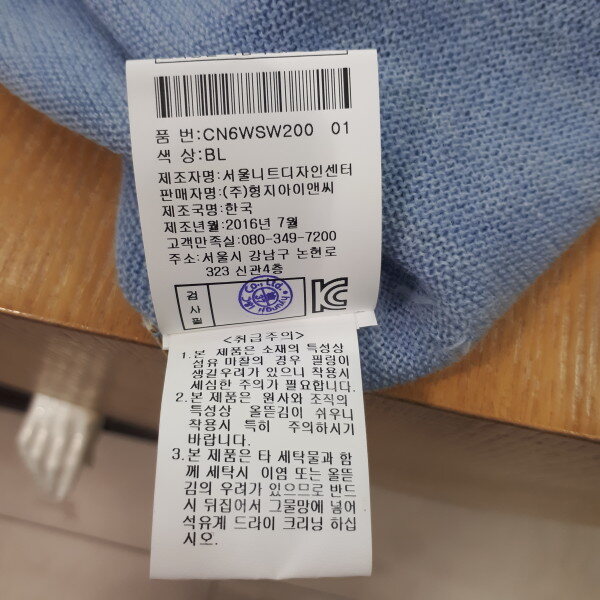 품 번:CN6WSW200 01
색 상:BL
제조자명:서울니트디자인센터
판매자명:(주)형지아이앤씨
제조국명:한국
제조년월:2016년 7월
고객만족실:080-349-7200
주소:서울시 강남구 논현로
323 신관4층
검
사
필
KC
<취급주의>
1.본 제품은 소재의 특성상
섬유 마찰의 경우 필링이
생길우려가 있으니 착용시
세심한 주의가 필요합니다.
2.본 제품은 원사와 조직의
특성상 올뜯김이 쉬우니
착용시 특히 주의하시기
바랍니다.
3.본 제품은 타 세탁물과 함
께 세탁시 이염 또는 올뜯
김의 우려가 있으므로 반드
시 뒤집어서 그물망에 넣어
석유계 드라이 크리닝 하십
시오.